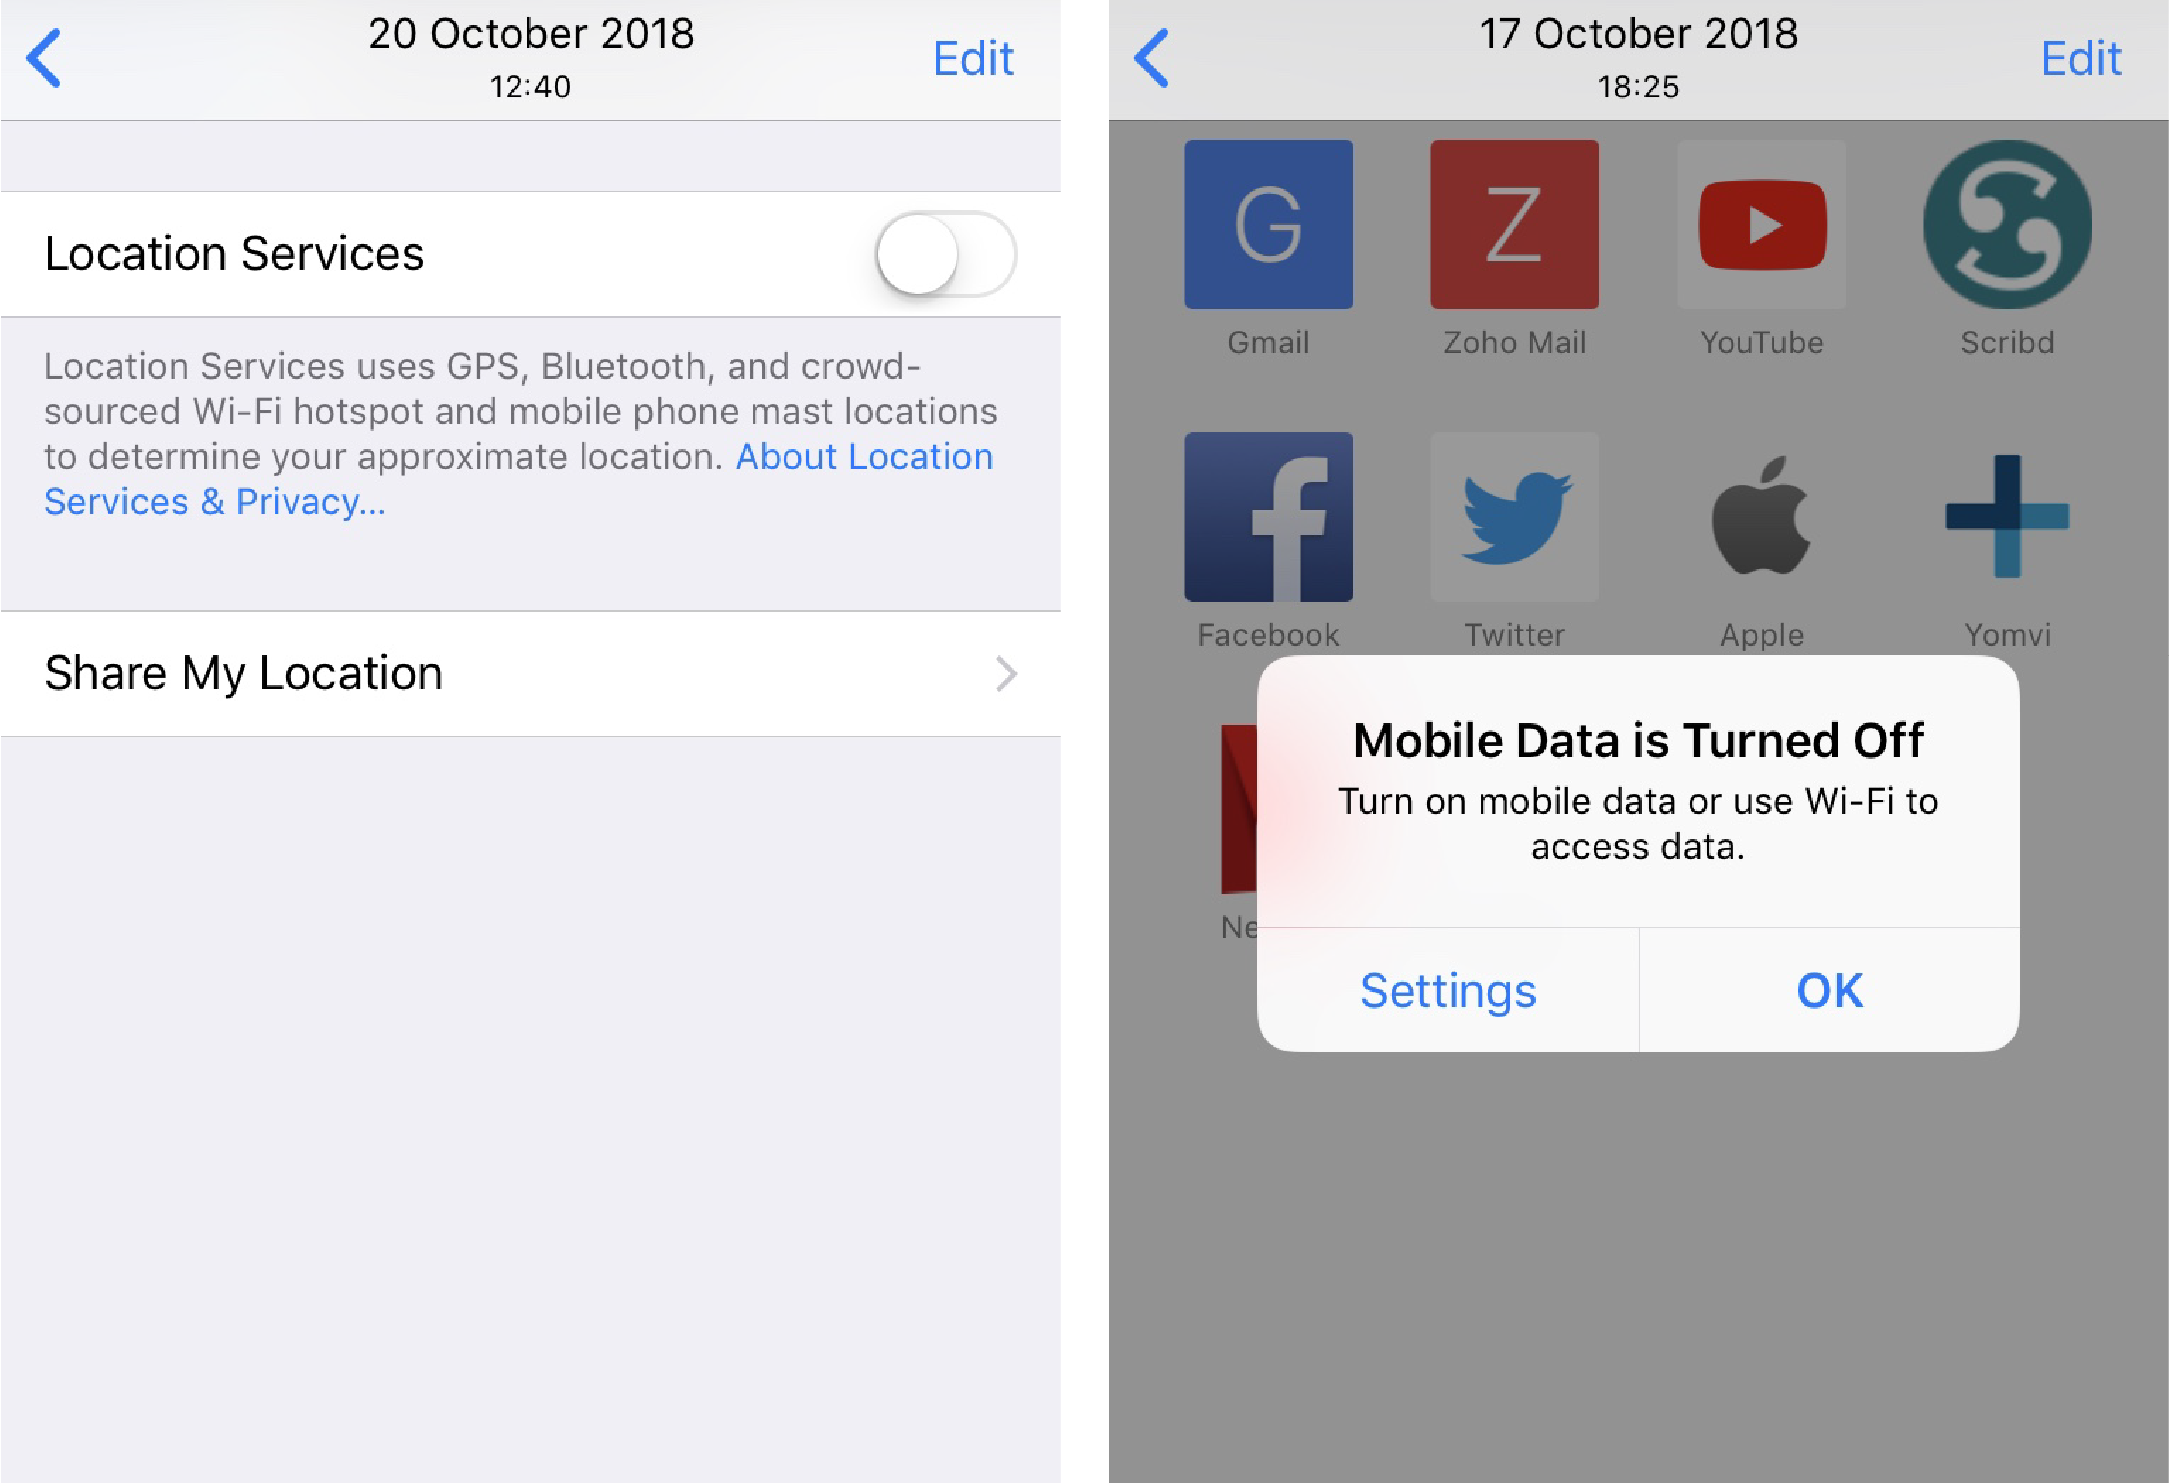 20 October 2018
12:40
Edit
Location Services
Location Services uses GPS, Bluetooth, and crowd-
sourced Wi-Fi hotspot and mobile phone mast locations
to determine your approximate location. About Location
Services & Privacy...
Share My Location
17 October 2018
18:25
Edit
G Z
Gmail Zoho Mail YouTube Scribd
f
Facebook Twitter Apple Yomvi
Ne
Mobile Data is Turned Off
Turn on mobile data or use Wi-Fi to
access data.
Settings OK